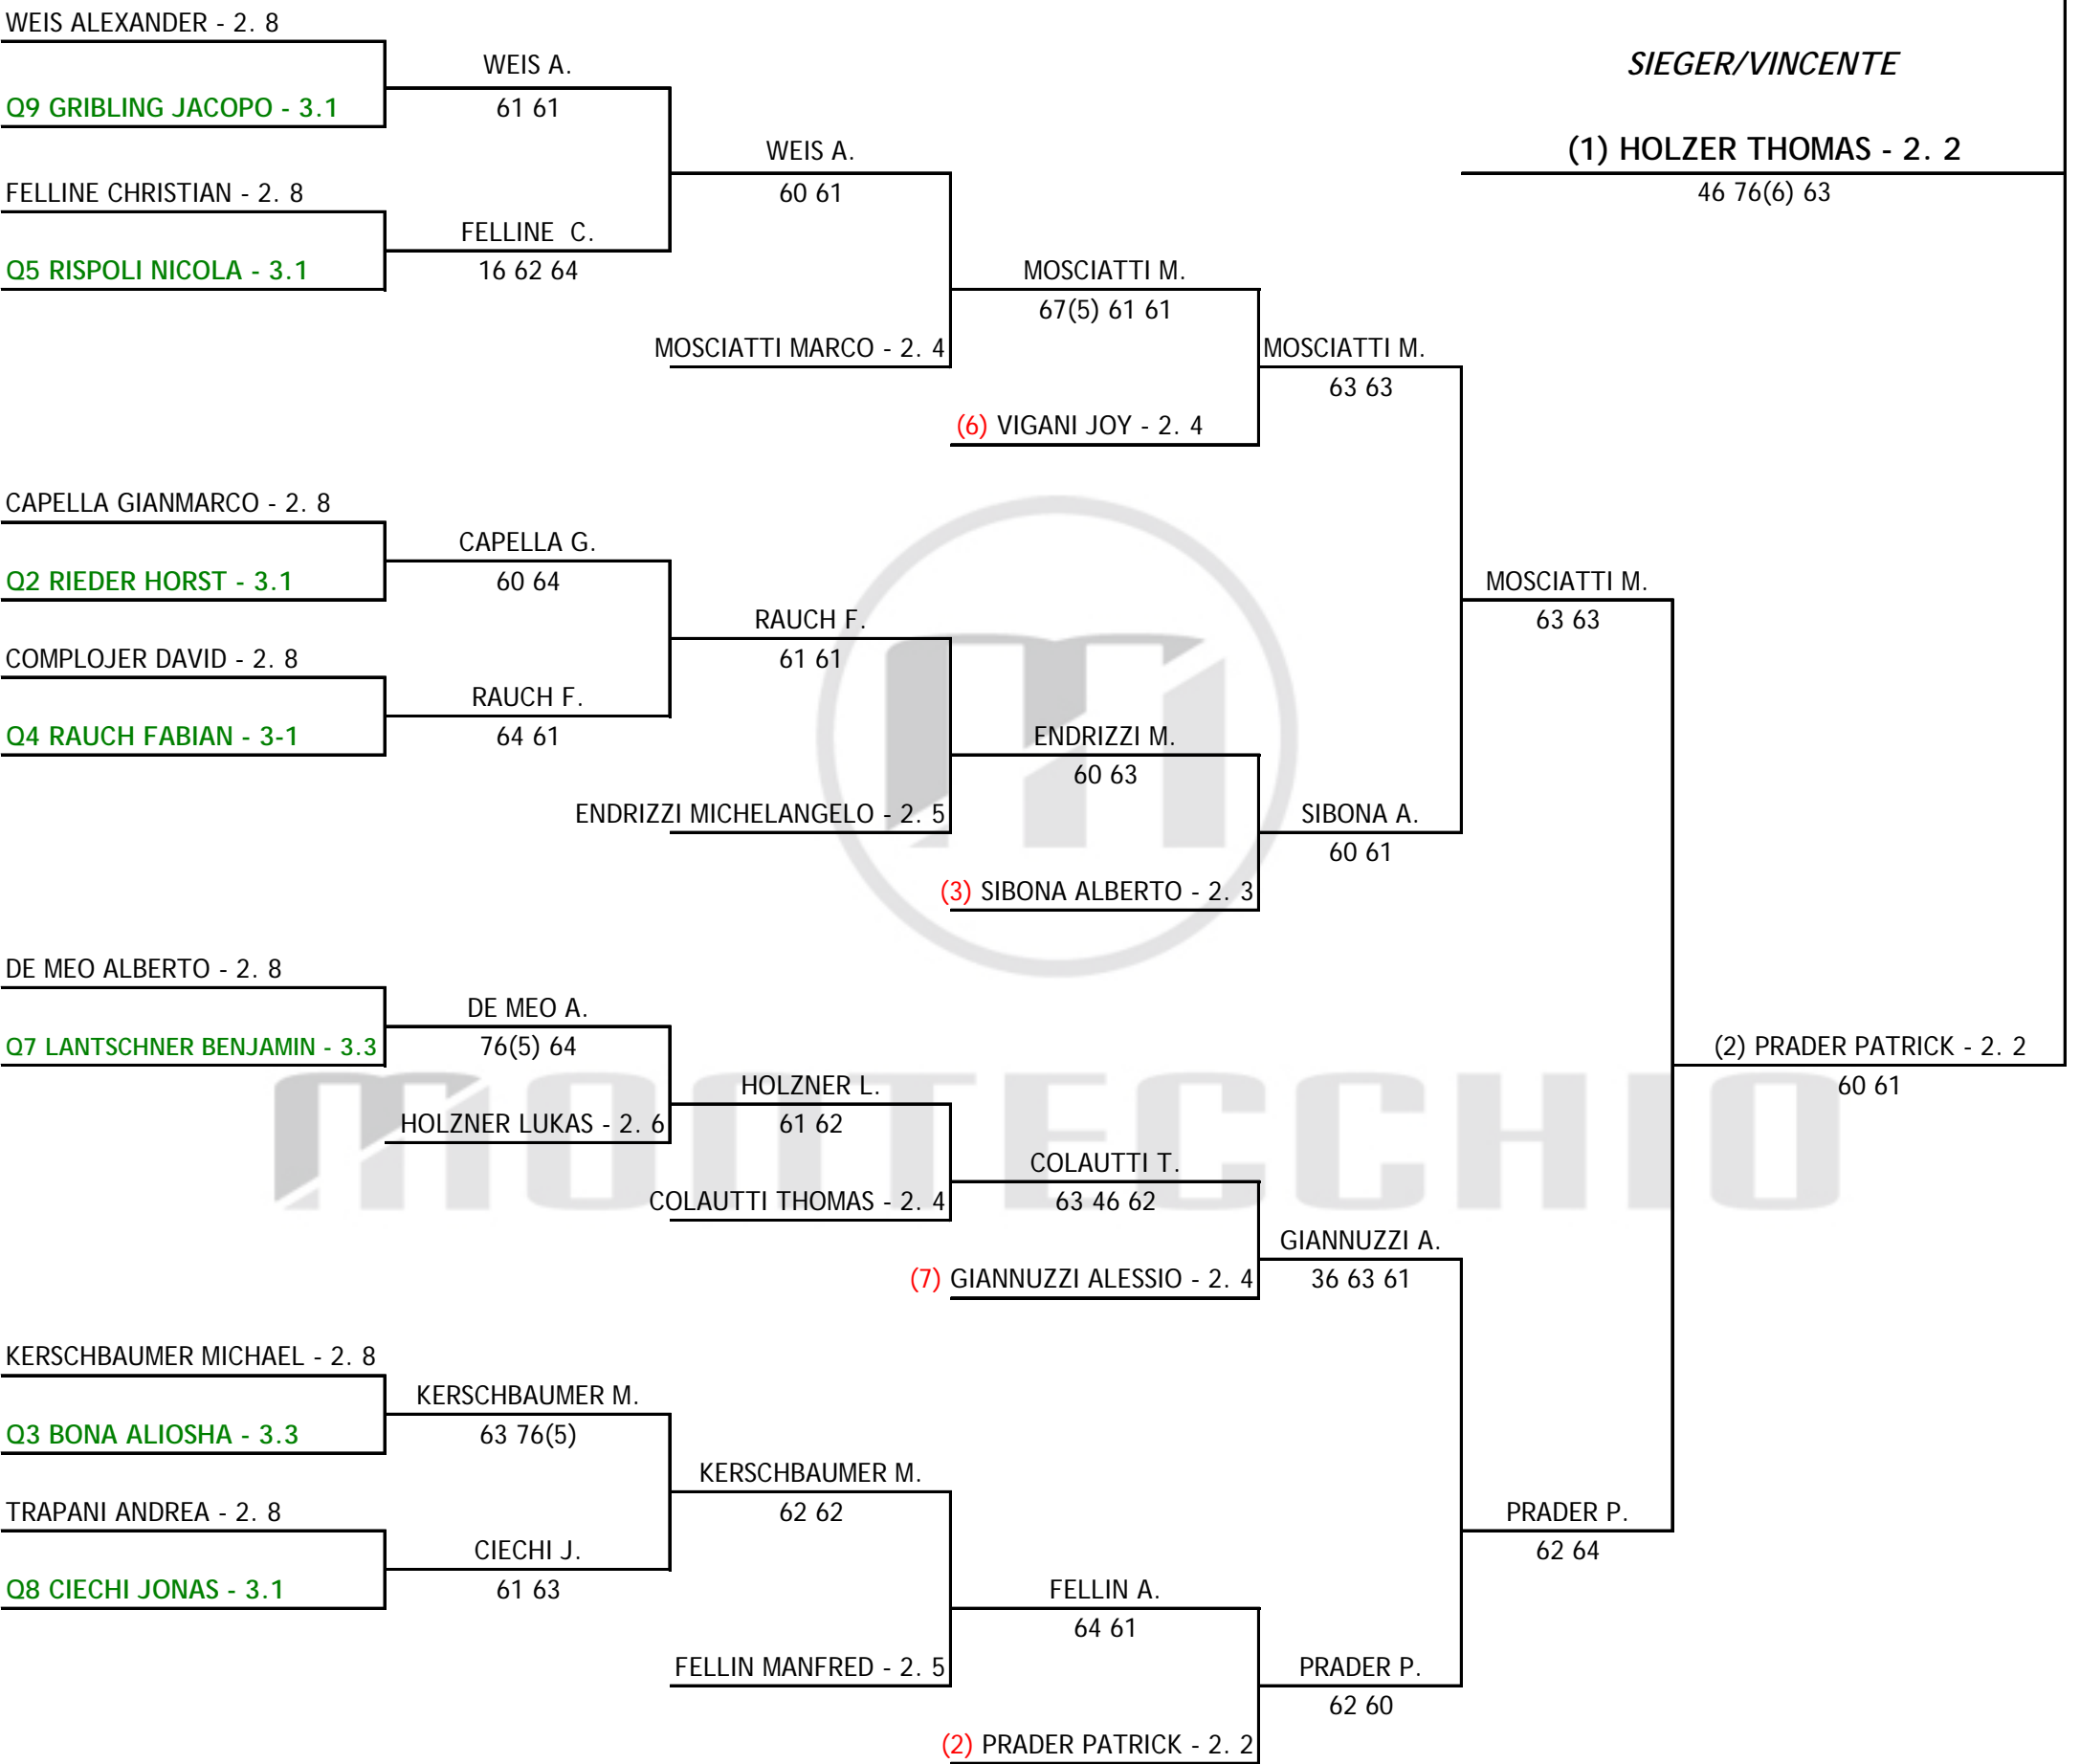 WEIS ALEXANDER - 2. 8
SIEGER/VINCENTE
WEIS A.
Q9 GRIBLING JACOPO - 3.1
61 61
WEIS A.
(1) HOLZER THOMAS - 2. 2
FELLINE CHRISTIAN - 2. 8
60 61
46 76(6) 63
FELLINE  C.
Q5 RISPOLI NICOLA - 3.1
16 62 64
MOSCIATTI M.
67(5) 61 61
MOSCIATTI MARCO - 2. 4
MOSCIATTI M.
63 63
(6) VIGANI JOY - 2. 4
CAPELLA GIANMARCO - 2. 8
CAPELLA G.
Q2 RIEDER HORST - 3.1
60 64
MOSCIATTI M.
RAUCH F.
63 63
COMPLOJER DAVID - 2. 8
61 61
RAUCH F.
Q4 RAUCH FABIAN - 3-1
64 61
ENDRIZZI M.
60 63
ENDRIZZI MICHELANGELO - 2. 5
SIBONA A.
60 61
(3) SIBONA ALBERTO - 2. 3
DE MEO ALBERTO - 2. 8
DE MEO A.
Q7 LANTSCHNER BENJAMIN - 3.3
76(5) 64
(2) PRADER PATRICK - 2. 2
HOLZNER L.
60 61
HOLZNER LUKAS - 2. 6
61 62
MONTECCHIO
COLAUTTI T.
COLAUTTI THOMAS - 2. 4
63 46 62
GIANNUZZI A.
(7) GIANNUZZI ALESSIO - 2. 4
36 63 61
KERSCHBAUMER MICHAEL - 2. 8
KERSCHBAUMER M.
Q3 BONA ALIOSHA - 3.3
63 76(5)
KERSCHBAUMER M.
TRAPANI ANDREA - 2. 8
62 62
PRADER P.
CIECHI J.
62 64
Q8 CIECHI JONAS - 3.1
61 63
FELLIN A.
64 61
FELLIN MANFRED - 2. 5
PRADER P.
62 60
(2) PRADER PATRICK - 2. 2